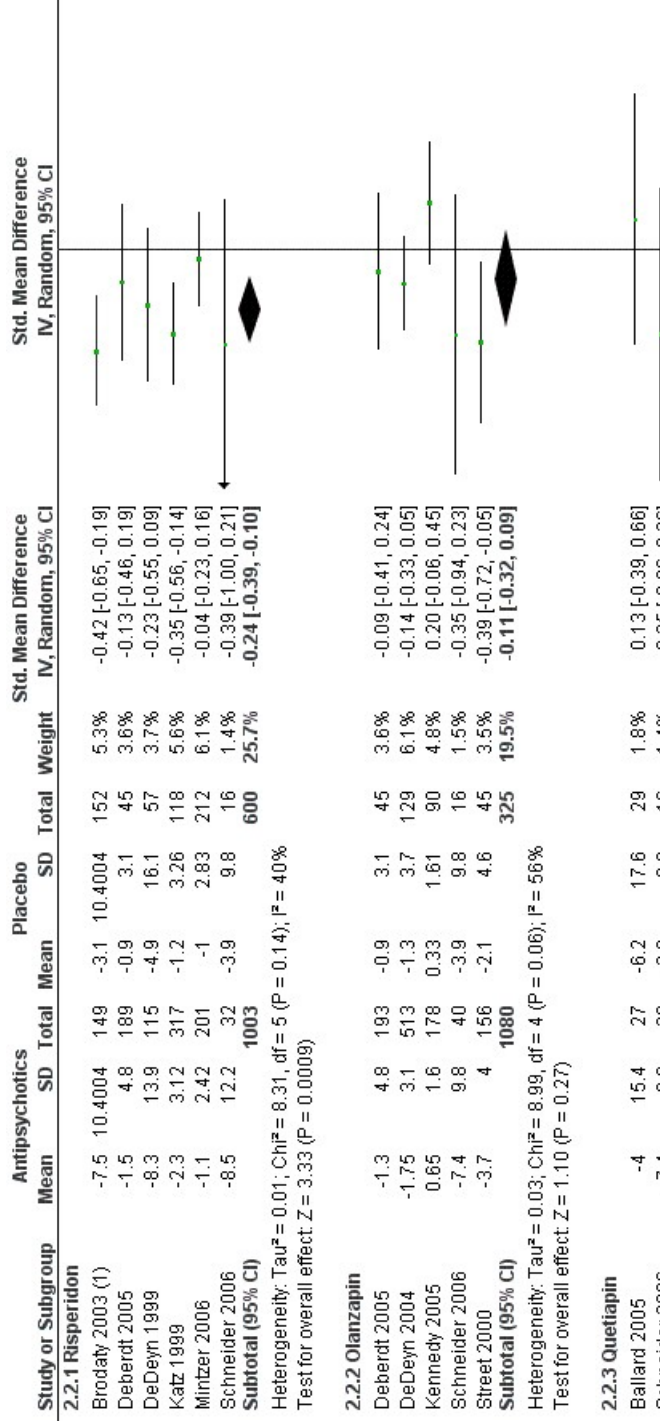 Antipsychotics Placebo Std. Mean Difference Std. Mean Difference
Study or Subgroup Mean SD Total Mean SD Total Weight IV, Random, 95% CI IV, Random, 95% CI
2.2.1 Risperidon
Brodaty 2003 (1) -7.5 10.4004 149 -3.1 10.4004 152 5.3% -0.42 [-0.65, -0.19]
Deberdt 2005 -1.5 4.8 189 -0.9 3.1 45 3.6% -0.13 [-0.46, 0.19]
DeDeyn 1999 -8.3 13.9 115 -4.9 16.1 57 3.7% -0.23 [-0.55, 0.09]
Katz 1999 -2.3 3.12 317 -1.2 3.26 118 5.6% -0.35 [-0.56, -0.14]
Mintzer 2006 -1.1 2.42 201 -1 2.83 212 6.1% -0.04 [-0.23, 0.16]
Schneider 2006 -8.5 12.2 32 -3.9 9.8 16 1.4% -0.39 [-1.00, 0.21]
Subtotal (95% CI) 1003 600 25.7% -0.24 [-0.39, -0.10]
Heterogeneity: Tau² = 0.01; Chi² = 8.31, df = 5 (P = 0.14); I² = 40%
Test for overall effect: Z = 3.33 (P = 0.0009)
2.2.2 Olanzapin
Deberdt 2005 -1.3 4.8 193 -0.9 3.1 45 3.6% -0.09 [-0.41, 0.24]
DeDeyn 2004 -1.75 3.1 513 -1.3 3.7 129 6.1% -0.14 [-0.33, 0.05]
Kennedy 2005 0.65 1.6 178 0.33 1.61 90 4.8% 0.20 [-0.06, 0.45]
Schneider 2006 -7.4 9.8 40 -3.9 9.8 16 1.5% -0.35 [-0.94, 0.23]
Street 2000 -3.7 4 156 -2.1 4.6 45 3.5% -0.39 [-0.72, -0.05]
Subtotal (95% CI) 1080 325 19.5% -0.11 [-0.32, 0.09]
Heterogeneity: Tau² = 0.03; Chi² = 8.99, df = 4 (P = 0.06); I² = 56%
Test for overall effect: Z = 1.10 (P = 0.27)
2.2.3 Quetiapin
Ballard 2005 -4 15.4 27 -6.2 17.6 29 1.8% 0.13 [-0.39, 0.66]